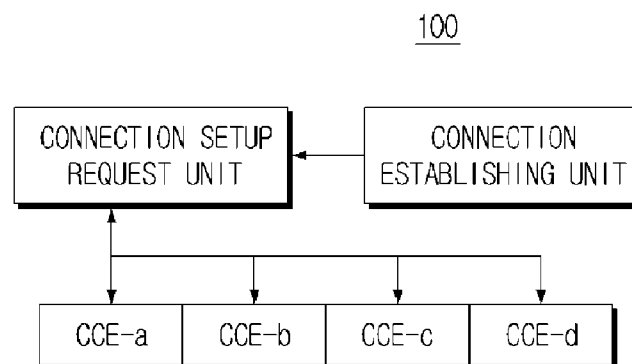 100
CONNECTION SETUP
REQUEST UNIT
CONNECTION
ESTABLISHING UNIT
CCE-a
CCE-b
CCE-c
CCE-d